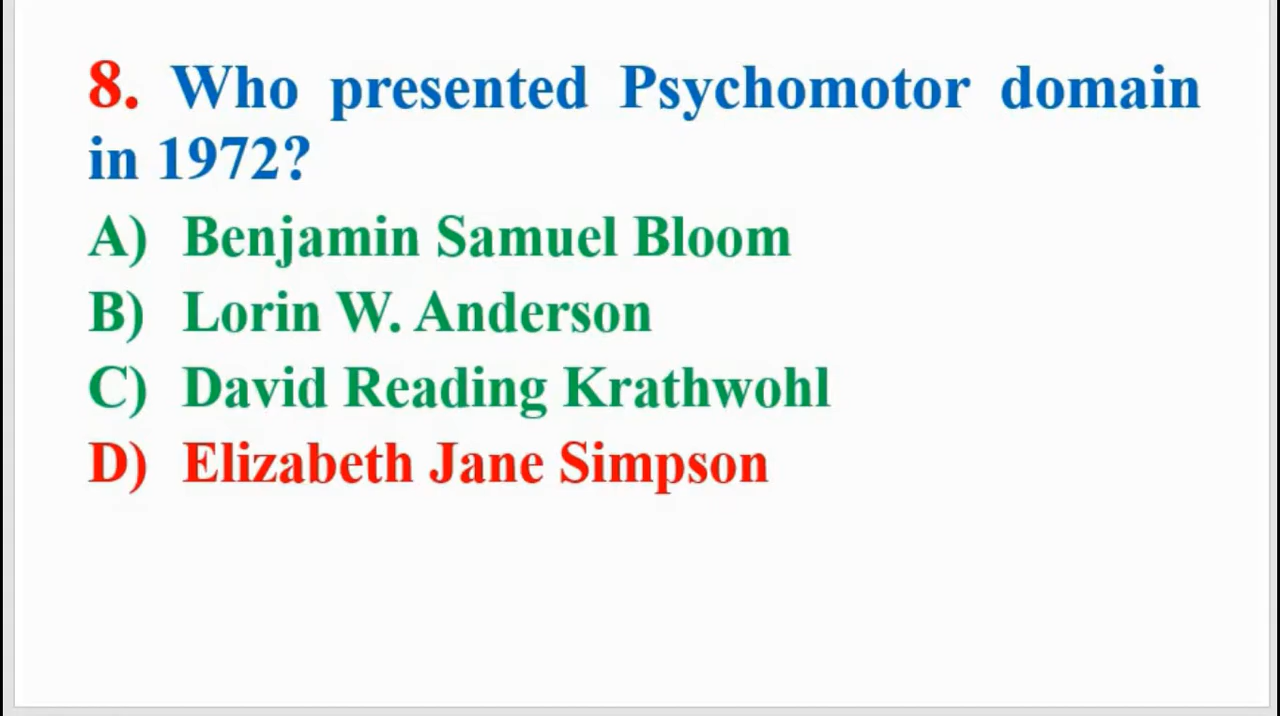 8. Who presented Psychomotor domain
in 1972?
A) Benjamin Samuel Bloom
B) Lorin W. Anderson
C) David Reading Krathwohl
D) Elizabeth Jane Simpson